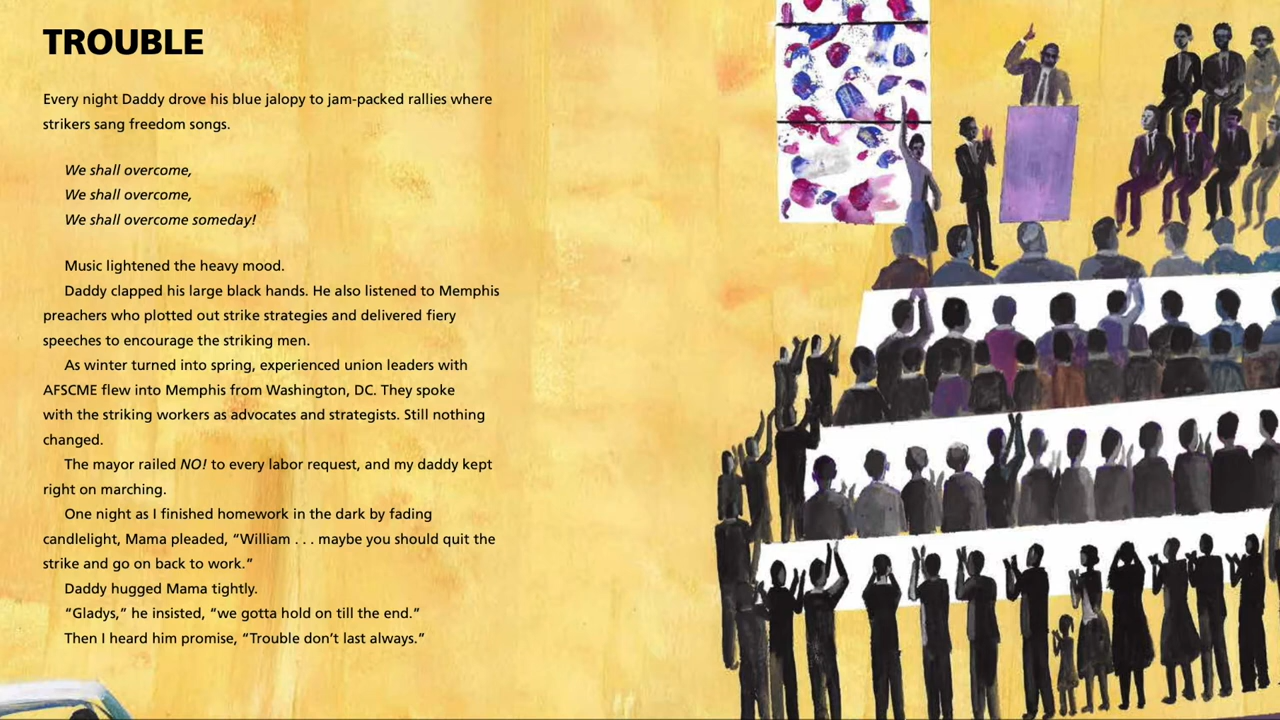 TROUBLE
Every night Daddy drove his blue jalopy to jam-packed rallies where
strikers sang freedom songs.
We shall overcome,
We shall overcome,
We shall overcome someday!
Music lightened the heavy mood.
Daddy clapped his large black hands. He also listened to Memphis
preachers who plotted out strike strategies and delivered fiery
speeches to encourage the striking men.
As winter turned into spring, experienced union leaders with
AFSCME flew into Memphis from Washington, DC. They spoke
with the striking workers as advocates and strategists. Still nothing
changed.
The mayor railed NO! to every labor request, and my daddy kept
right on marching.
One night as I finished homework in the dark by fading
candlelight, Mama pleaded, “William . . . maybe you should quit the
strike and go on back to work.”
Daddy hugged Mama tightly.
“Gladys,” he insisted, “we gotta hold on till the end.”
Then I heard him promise, “Trouble don’t last always.”